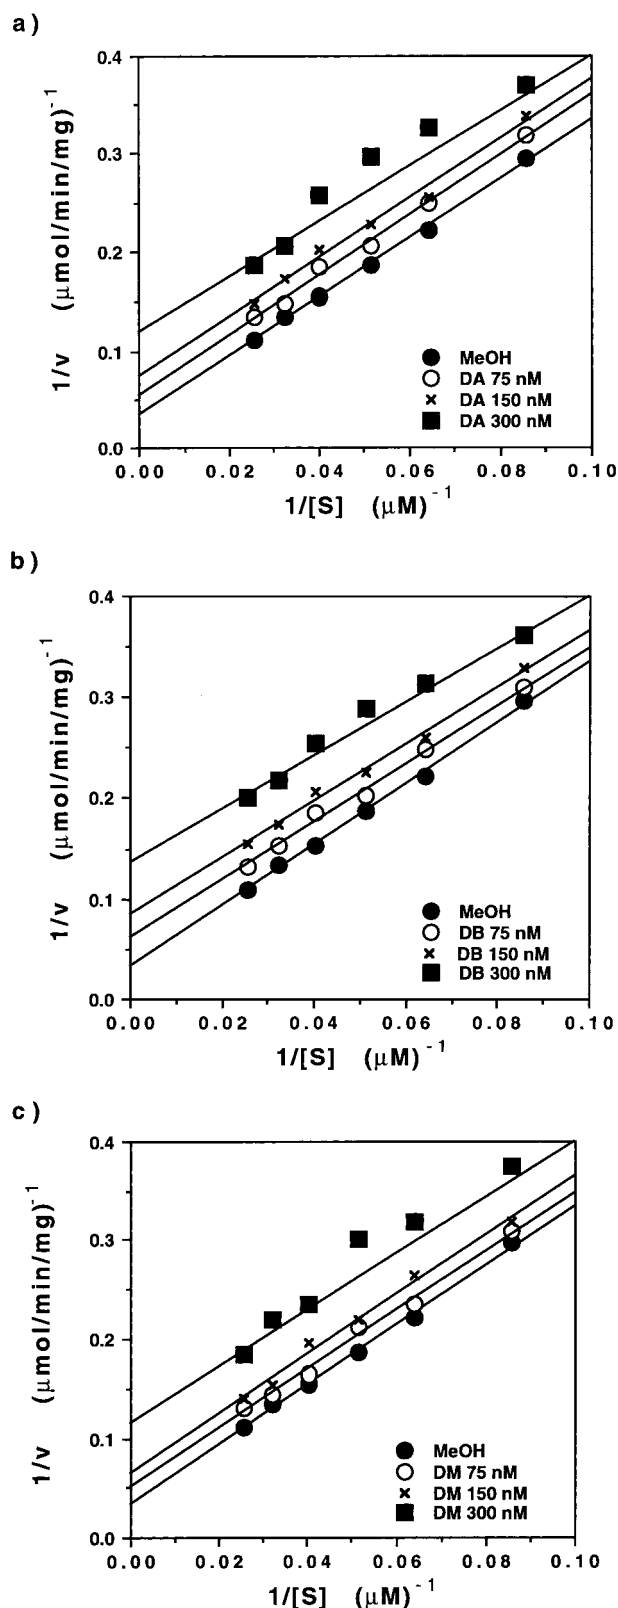 a)
1/v (μmol/min/mg)⁻¹
0.4
0.3
0.2
0.1
0.0
MeOH
DA 75 nM
DA 150 nM
DA 300 nM
0.00 0.02 0.04 0.06 0.08 0.10
1/[S] (μM)⁻¹
b)
1/v (μmol/min/mg)⁻¹
0.4
0.3
0.2
0.1
0.0
MeOH
DB 75 nM
DB 150 nM
DB 300 nM
0.00 0.02 0.04 0.06 0.08 0.10
1/[S] (μM)⁻¹
c)
1/v (μmol/min/mg)⁻¹
0.4
0.3
0.2
0.1
0.0
MeOH
DM 75 nM
DM 150 nM
DM 300 nM
0.00 0.02 0.04 0.06 0.08 0.10
1/[S] (μM)⁻¹